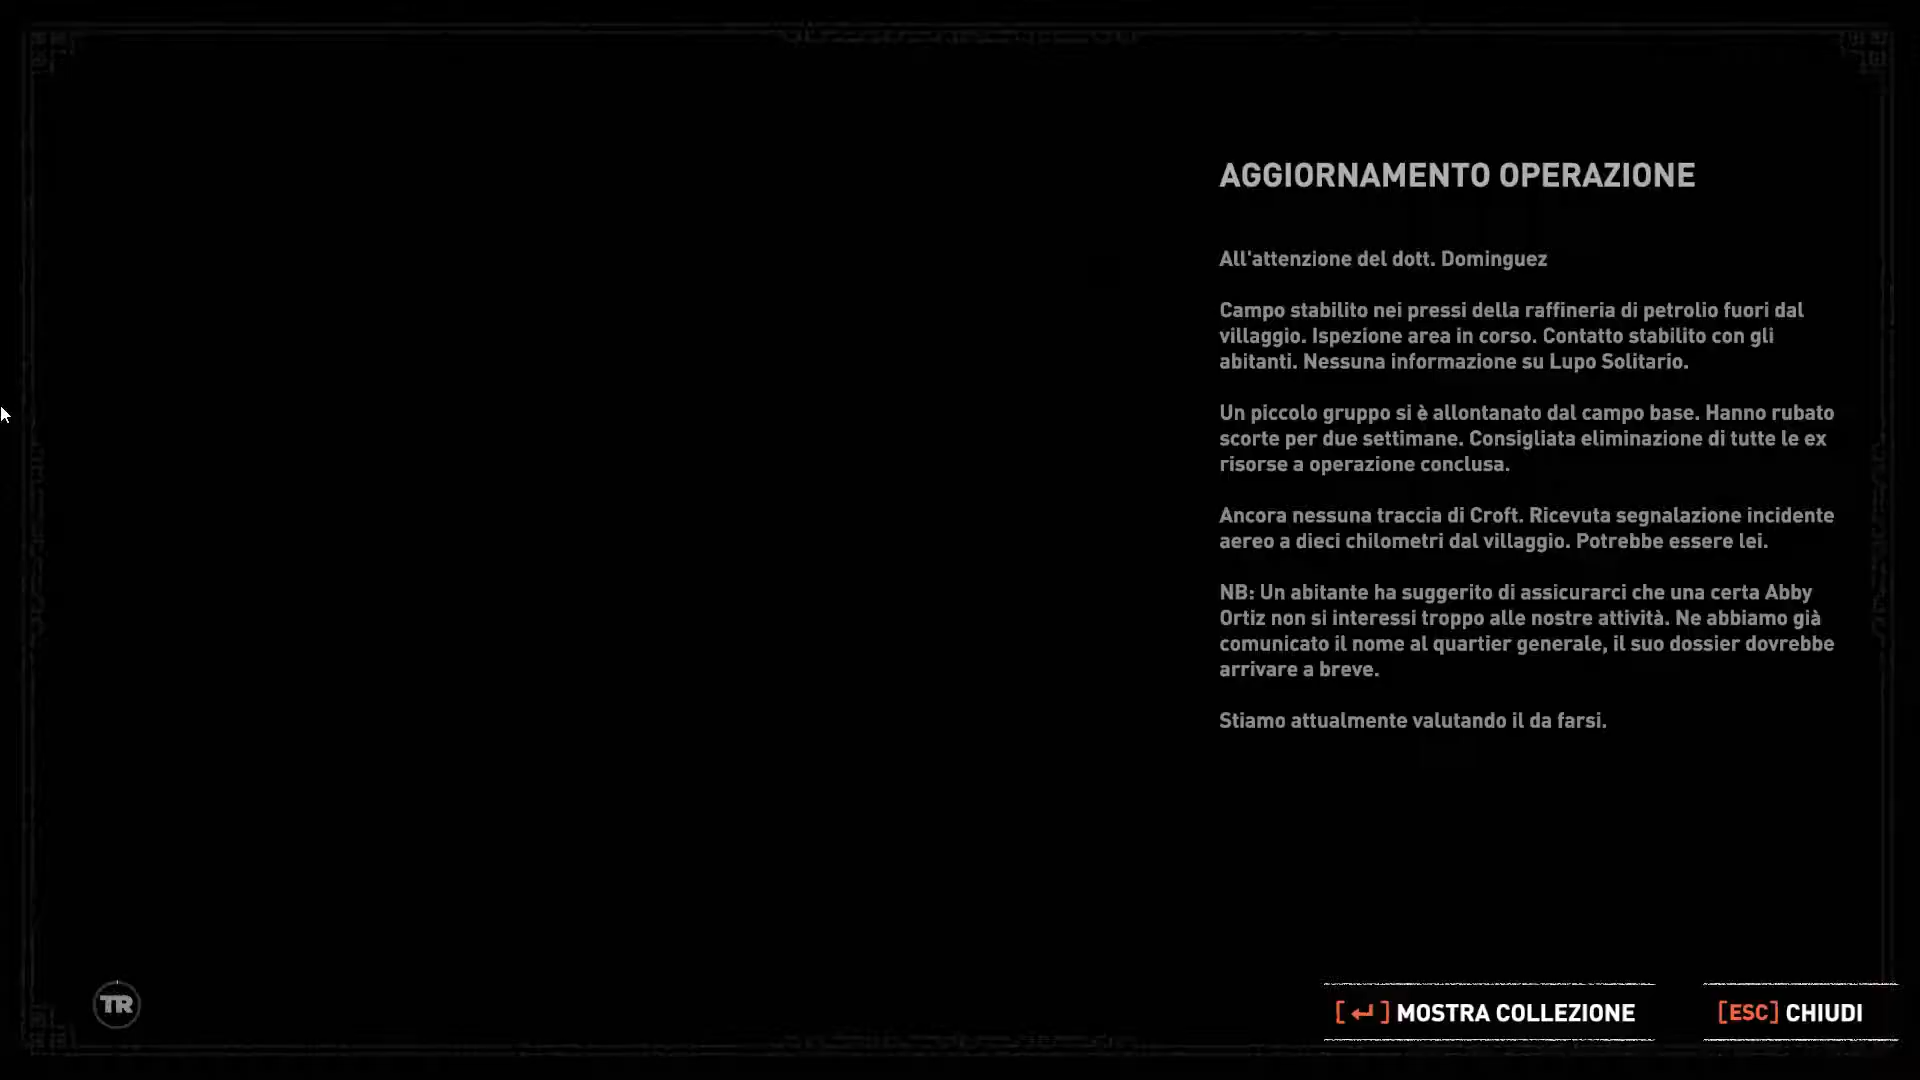 AGGIORNAMENTO OPERAZIONE
All'attenzione del dott. Dominguez
Campo stabilito nei pressi della raffineria di petrolio fuori dal
villaggio. Ispezione area in corso. Contatto stabilito con gli
abitanti. Nessuna informazione su Lupo Solitario.
Un piccolo gruppo si è allontanato dal campo base. Hanno rubato
scorte per due settimane. Consigliata eliminazione di tutte le ex
risorse a operazione conclusa.
Ancora nessuna traccia di Croft. Ricevuta segnalazione incidente
aereo a dieci chilometri dal villaggio. Potrebbe essere lei.
NB: Un abitante ha suggerito di assicurarci che una certa Abby
Ortiz non si interessi troppo alle nostre attività. Ne abbiamo già
comunicato il nome al quartier generale, il suo dossier dovrebbe
arrivare a breve.
Stiamo attualmente valutando il da farsi.
TR
[↵] MOSTRA COLLEZIONE
[ESC] CHIUDI